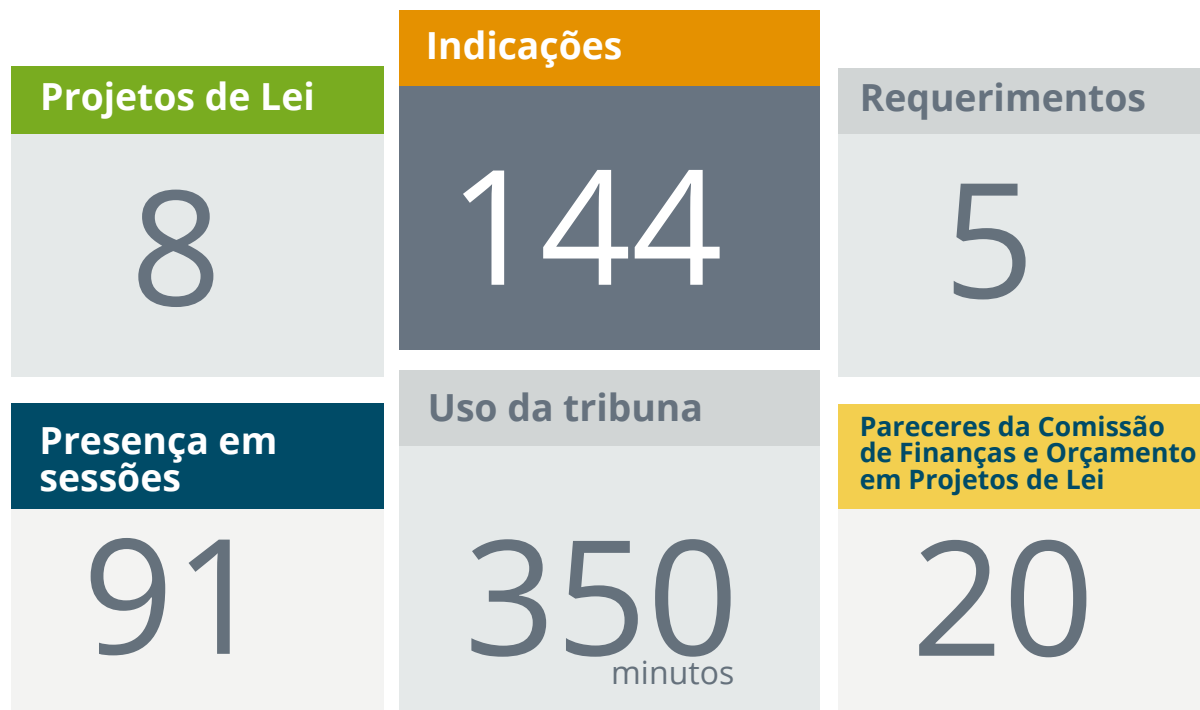 Projetos de Lei
8
Indicações
144
Requerimentos
5
Presença em
sessões
91
Uso da tribuna
350
minutos
Pareceres da Comissão
de Finanças e Orçamento
em Projetos de Lei
20